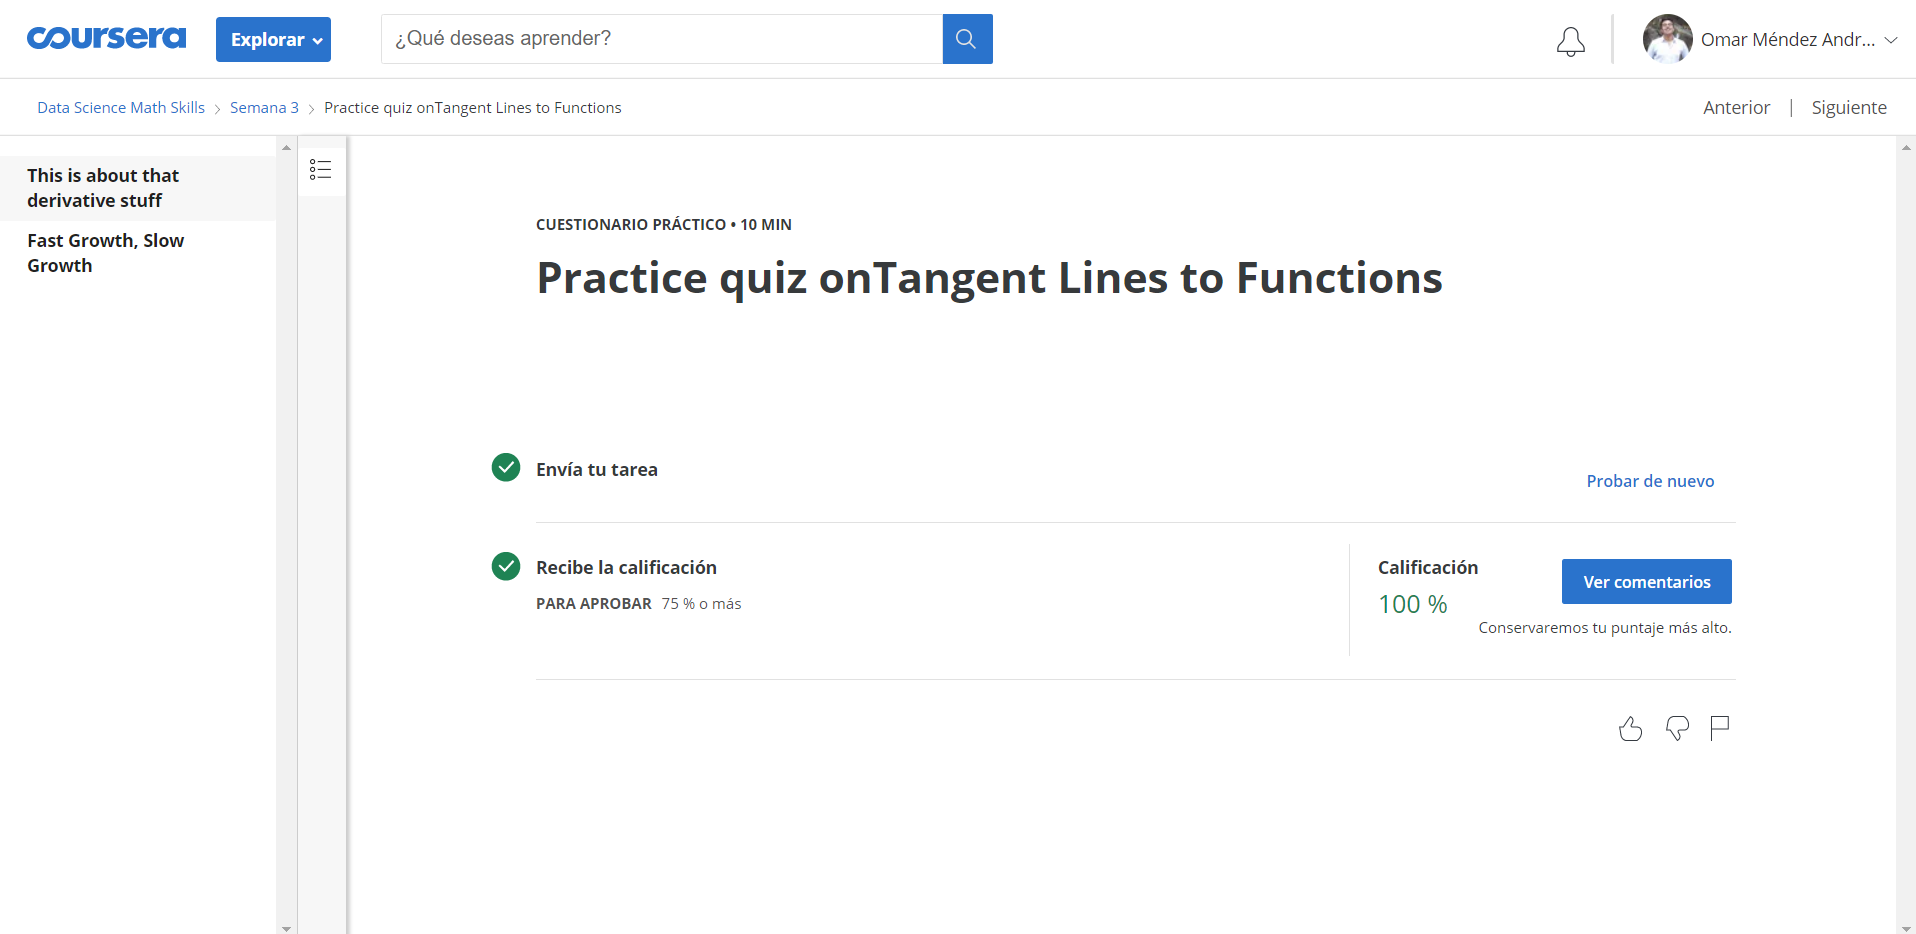 coursera
Explorar
¿Qué deseas aprender?
Omar Méndez Andr...
Data Science Math Skills
Semana 3
Practice quiz onTangent Lines to Functions
Anterior | Siguiente
This is about that
derivative stuff
Fast Growth, Slow
Growth
CUESTIONARIO PRÁCTICO • 10 MIN
Practice quiz onTangent Lines to Functions
Envía tu tarea
Probar de nuevo
Recibe la calificación
PARA APROBAR 75 % o más
Calificación
100 %
Ver comentarios
Conservaremos tu puntaje más alto.